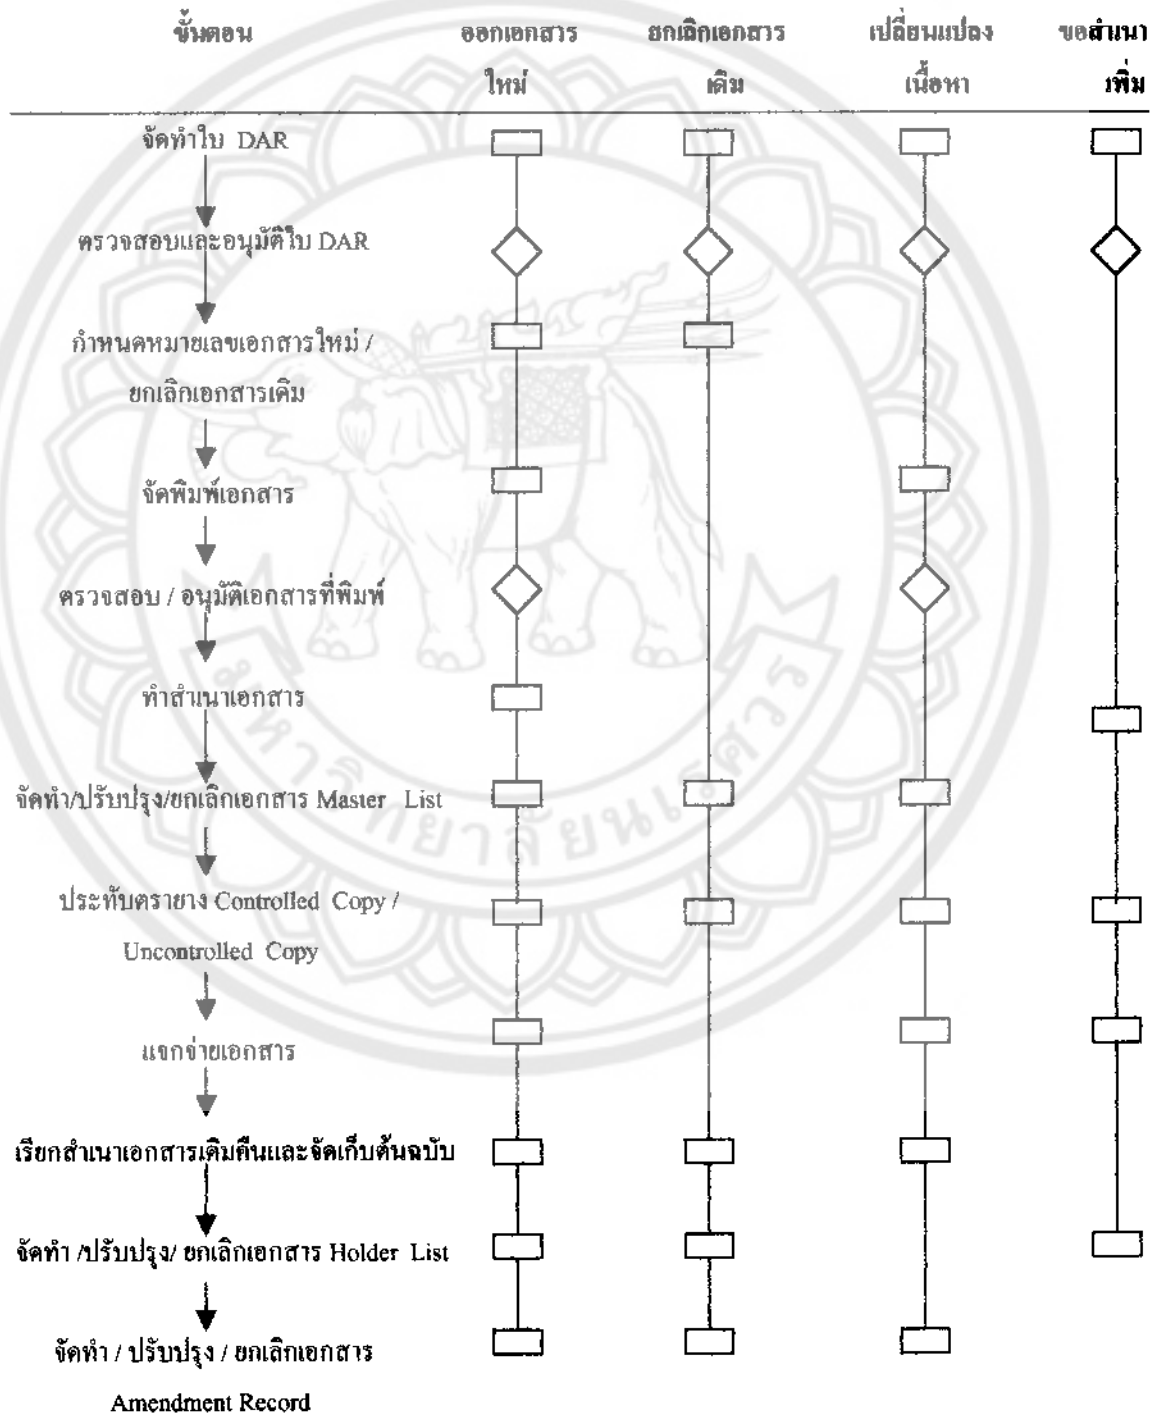 ขั้นตอน ออกเอกสาร ยกเลิกเอกสาร เปลี่ยนแปลง ขอสำเนา
ใหม่ เดิม เนื้อหา เพิ่ม
จัดทำใบ DAR
ตรวจสอบและอนุมัติใบ DAR
กำหนดหมายเลขเอกสารใหม่ /
ยกเลิกเอกสารเดิม
จัดพิมพ์เอกสาร
ตรวจสอบ / อนุมัติเอกสารที่พิมพ์
ทำสำเนาเอกสาร
จัดทำ/ปรับปรุง/ยกเลิกเอกสาร Master List
ประทับตรายาง Controlled Copy /
Uncontrolled Copy
แจกจ่ายเอกสาร
เรียกสำเนาเอกสารเดิมคืนและจัดเก็บต้นฉบับ
จัดทำ /ปรับปรุง/ ยกเลิกเอกสาร Holder List
จัดทำ / ปรับปรุง / ยกเลิกเอกสาร
Amendment Record
มหาวิทยาลัยนเรศวร